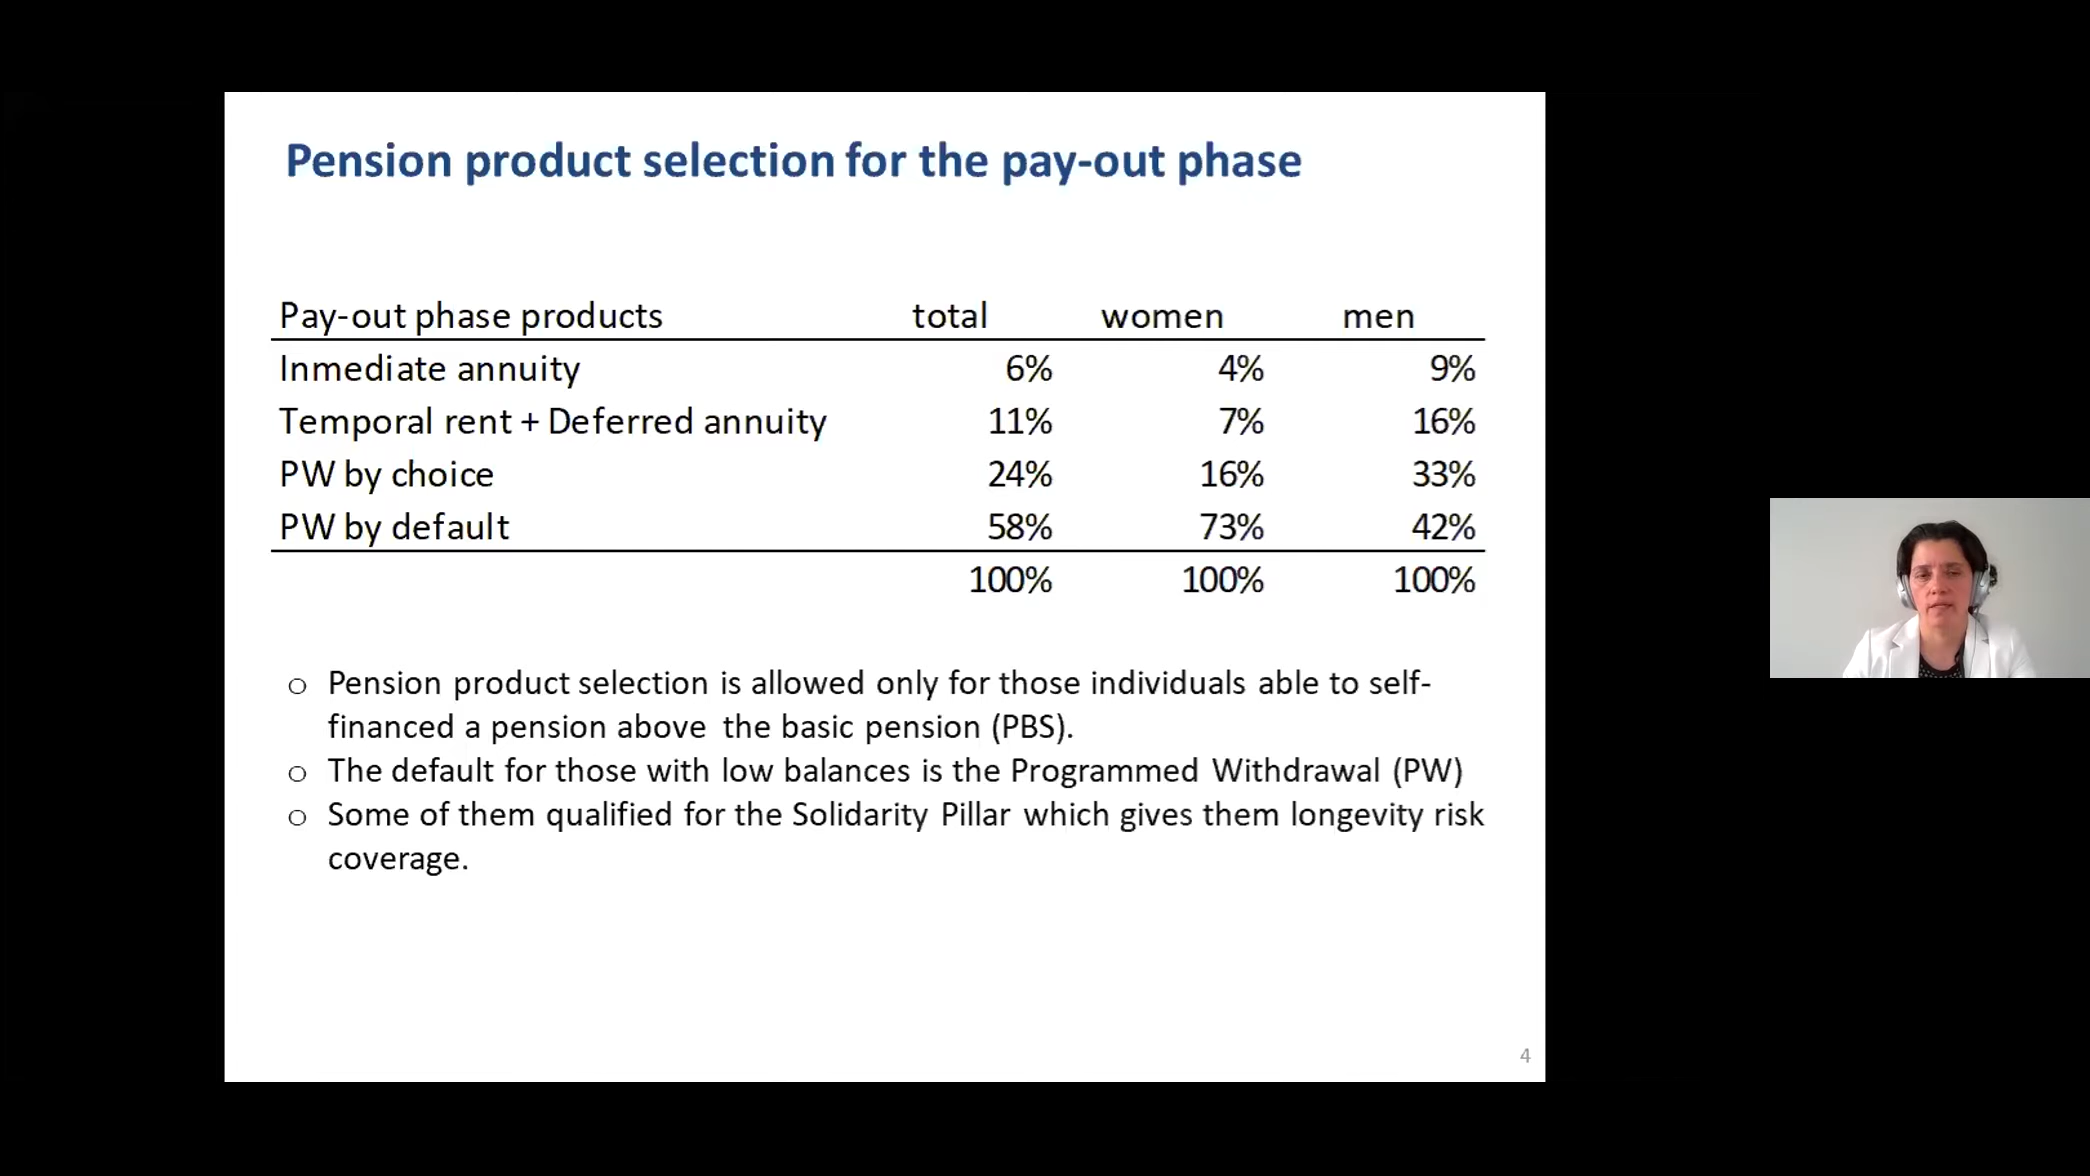 Pension product selection for the pay-out phase
Pay-out phase products total women men
Inmediate annuity 6% 4% 9%
Temporal rent + Deferred annuity 11% 7% 16%
PW by choice 24% 16% 33%
PW by default 58% 73% 42%
100% 100% 100%
o Pension product selection is allowed only for those individuals able to self-
financed a pension above the basic pension (PBS).
o The default for those with low balances is the Programmed Withdrawal (PW)
o Some of them qualified for the Solidarity Pillar which gives them longevity risk
coverage.
4